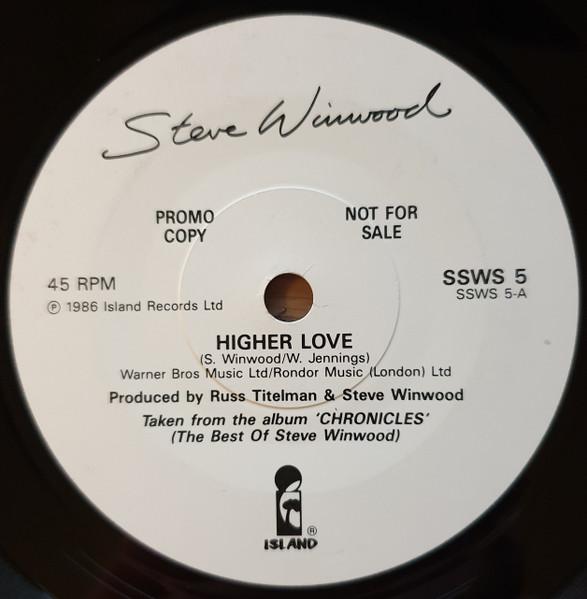 Steve Winwood
PROMO COPY
NOT FOR SALE
45 RPM
℗ 1986 Island Records Ltd
SSWS 5
SSWS 5-A
HIGHER LOVE
(S. Winwood/W. Jennings)
Warner Bros Music Ltd/Rondor Music (London) Ltd
Produced by Russ Titelman & Steve Winwood
Taken from the album 'CHRONICLES'
(The Best Of Steve Winwood)
®
ISLAND